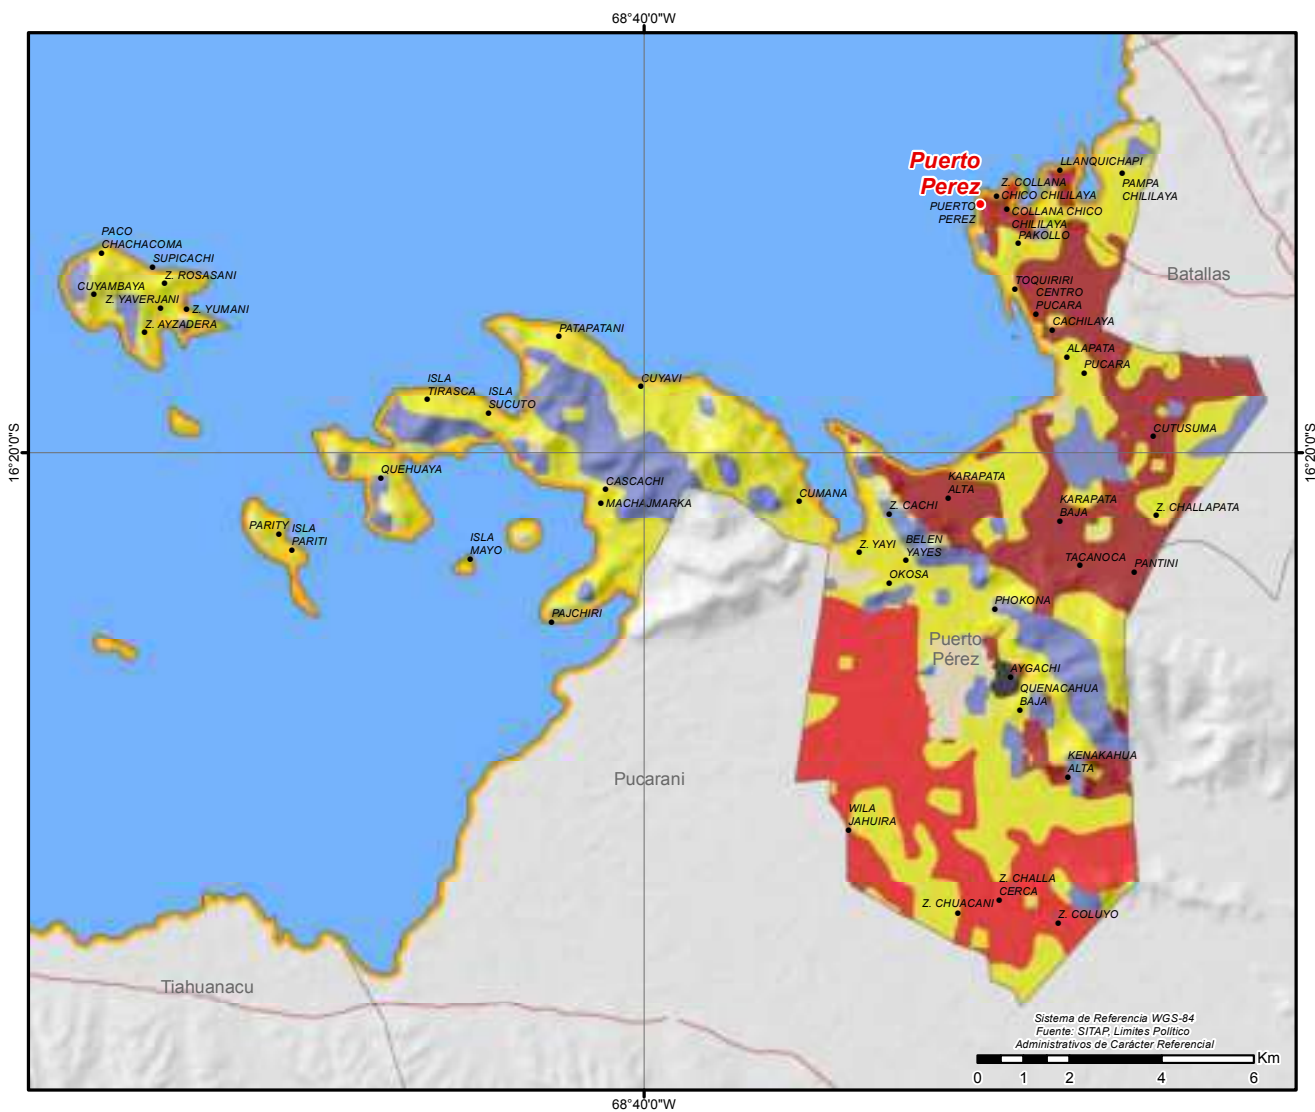 68°40'0"W
Puerto
Perez
LLANQUICHAPI
Z. COLLANA
CHICO CHILILAYA
PAMPA
CHILILAYA
PUERTO
PEREZ
COLLANA CHICO
CHILILAYA
PAKOLLO
PACO
CHACHACOMA
SUPICACHI
Z. ROSASANI
CUYAMBAYA
Z. YAVERJANI
Z. YUMANI
Z. AYZADERA
Batallas
TOQUIRIRI
CENTRO
PUCARA
CACHILAYA
PATAPATANI
ALAPATA
PUCARA
CUYAVI
ISLA
TIRASCA
ISLA
SUCUTO
CUTUSUMA
16°20'0"S
16°20'0"S
QUEHUAYA
CASCACHI
MACHAJMARKA
CUMANA
KARAPATA
ALTA
Z. CACHI
KARAPATA
BAJA
Z. CHALLAPATA
PARITY
ISLA
PARITI
ISLA
MAYO
Z. YAYI
BELEN
YAYES
OKOSA
TACANOCA
PANTINI
PAJCHIRI
PHOKONA
Puerto
Pérez
AYGACHI
QUENACAHUA
BAJA
KENAKAHUA
ALTA
Pucarani
WILA
JAHUIRA
Z. CHALLA
CERCA
Z. CHUACANI
Z. COLUYO
Tiahuanacu
Sistema de Referencia WGS-84
Fuente: SITAP, Limites Político
Administrativos de Carácter Referencial
Km
0 1 2 4 6
68°40'0"W